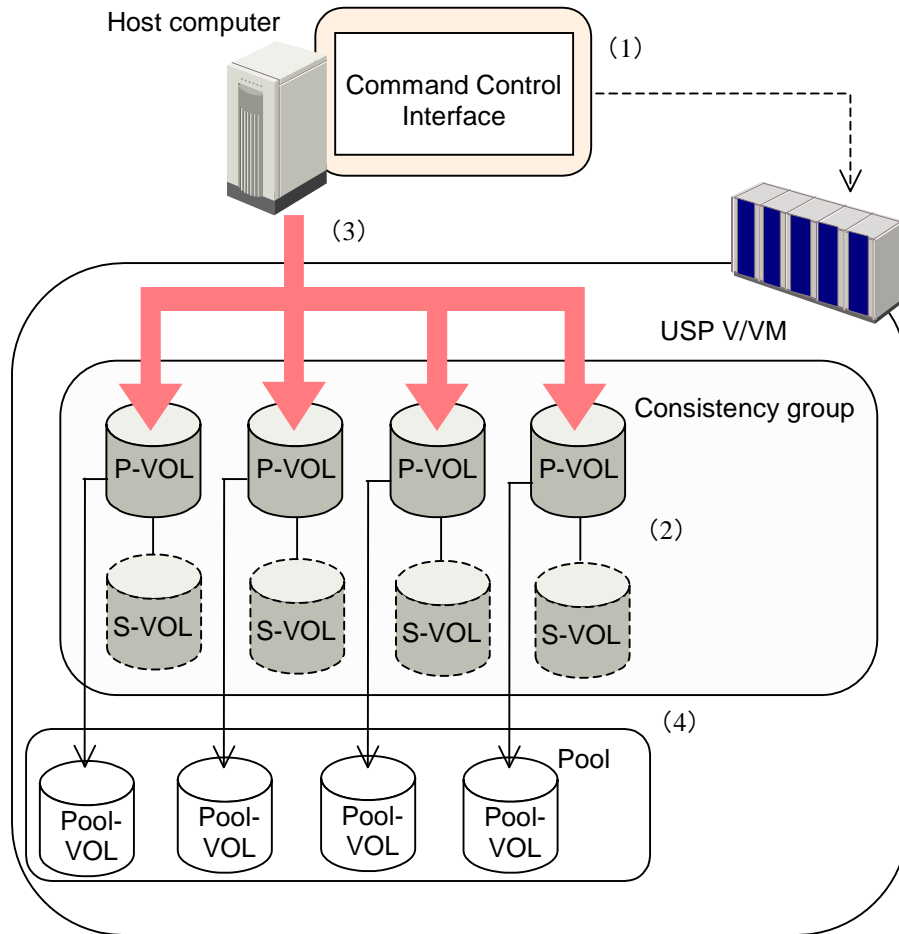 Host computer
(1)
Command Control
Interface
(3)
USP V/VM
Consistency group
P-VOL
P-VOL
P-VOL
P-VOL
(2)
S-VOL
S-VOL
S-VOL
S-VOL
(4)
Pool
Pool-
VOL
Pool-
VOL
Pool-
VOL
Pool-
VOL